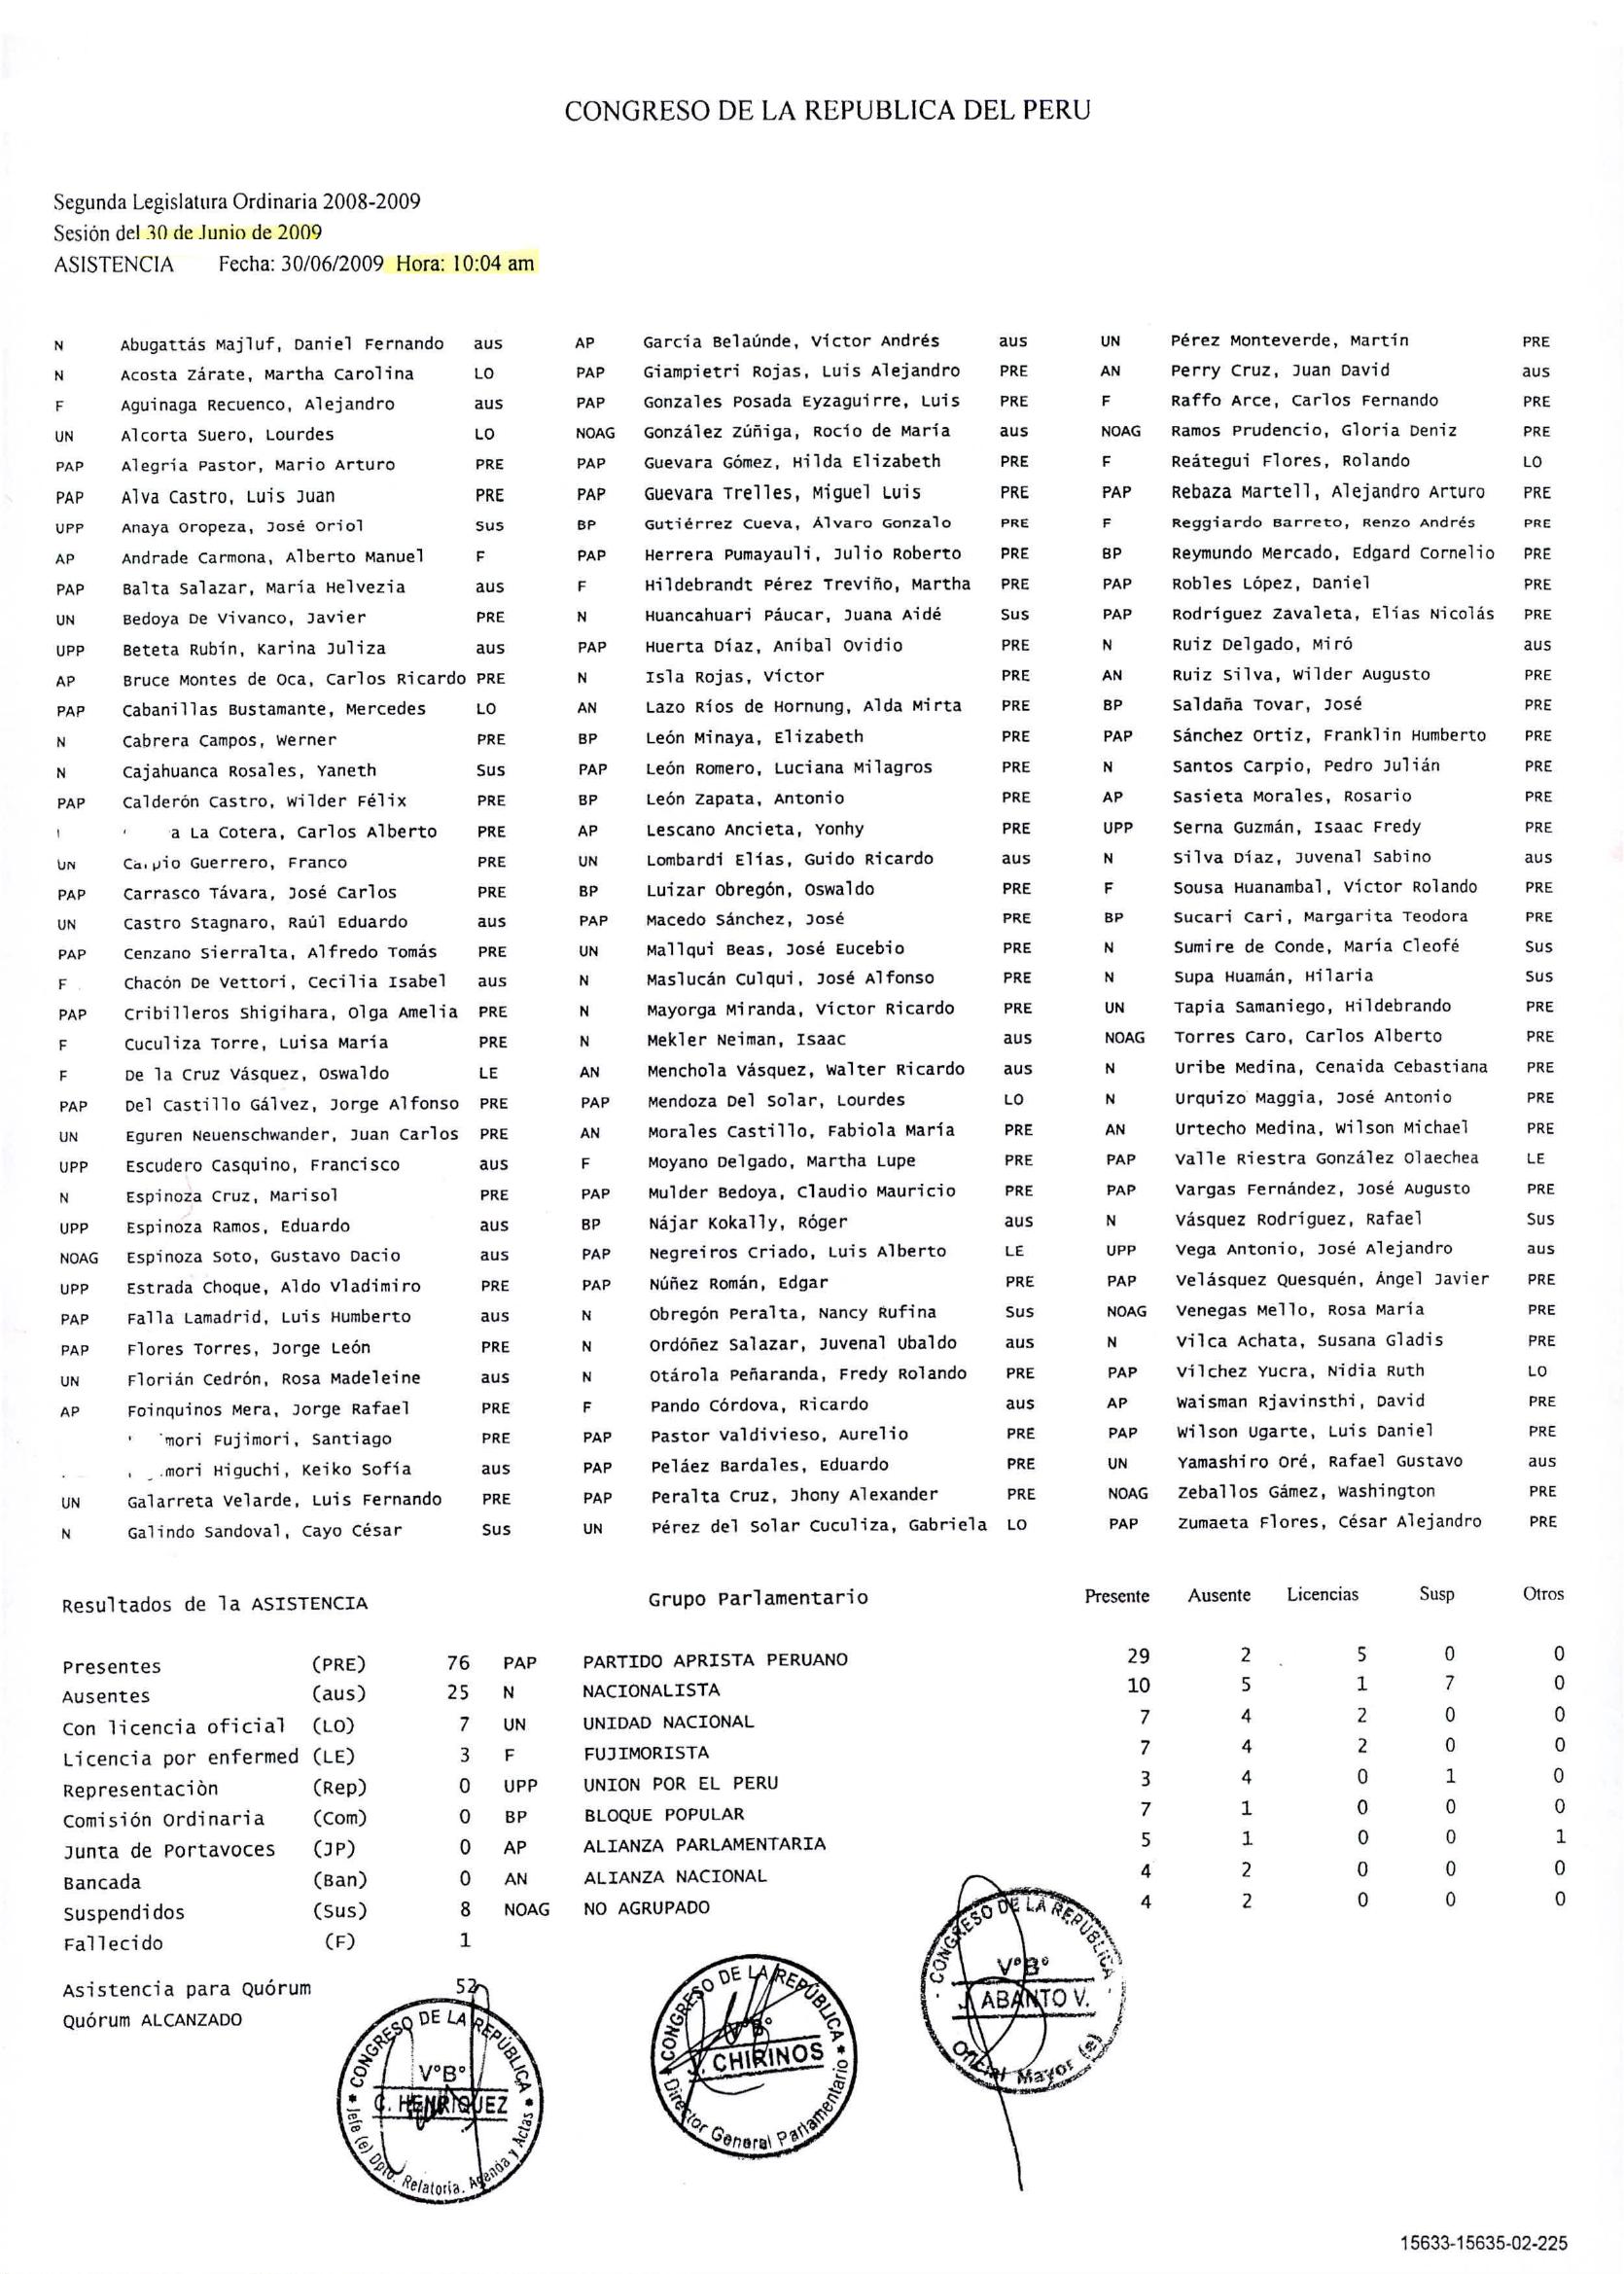 CONGRESO DE LA REPUBLICA DEL PERU
Segunda Legislatura Ordinaria 2008-2009
Sesión del 30 de Junio de 2009
ASISTENCIA Fecha: 30/06/2009 Hora: 10:04 am
N Abugattás Majluf, Daniel Fernando aus
N Acosta Zárate, Martha Carolina LO
F Aguinaga Recuenco, Alejandro aus
UN Alcorta Suero, Lourdes LO
PAP Alegría Pastor, Mario Arturo PRE
PAP Alva Castro, Luis Juan PRE
UPP Anaya Oropeza, José Oriol Sus
AP Andrade Carmona, Alberto Manuel F
PAP Balta Salazar, María Helvezia aus
UN Bedoya De Vivanco, Javier PRE
UPP Beteta Rubín, Karina Juliza aus
AP Bruce Montes de Oca, Carlos Ricardo PRE
PAP Cabanillas Bustamante, Mercedes LO
N Cabrera Campos, Werner PRE
N Cajahuanca Rosales, Yaneth Sus
PAP Calderón Castro, Wilder Félix PRE
a La Cotera, Carlos Alberto PRE
UN Carpio Guerrero, Franco PRE
PAP Carrasco Távara, José Carlos PRE
UN Castro Stagnaro, Raúl Eduardo aus
PAP Cenzano Sierralta, Alfredo Tomás PRE
F Chacón De Vettori, Cecilia Isabel aus
PAP Cribilleros Shigihara, Olga Amelia PRE
F Cuculiza Torre, Luisa María PRE
F De la Cruz Vásquez, Oswaldo LE
PAP Del Castillo Gálvez, Jorge Alfonso PRE
UN Eguren Neuenschwander, Juan Carlos PRE
UPP Escudero Casquino, Francisco aus
N Espinoza Cruz, Marisol PRE
UPP Espinoza Ramos, Eduardo aus
NOAG Espinoza Soto, Gustavo Dacio aus
UPP Estrada Choque, Aldo Vladimiro PRE
PAP Falla Lamadrid, Luis Humberto aus
PAP Flores Torres, Jorge León PRE
UN Florián Cedrón, Rosa Madeleine aus
AP Foinquinos Mera, Jorge Rafael PRE
mori Fujimori, Santiago PRE
mori Higuchi, Keiko Sofía aus
UN Galarreta Velarde, Luis Fernando PRE
N Galindo Sandoval, Cayo César Sus
AP García Belaúnde, Víctor Andrés aus
PAP Giampietri Rojas, Luis Alejandro PRE
PAP Gonzales Posada Eyzaguirre, Luis PRE
NOAG González Zúñiga, Rocío de María aus
PAP Guevara Gómez, Hilda Elizabeth PRE
PAP Guevara Trelles, Miguel Luis PRE
BP Gutiérrez Cueva, Álvaro Gonzalo PRE
PAP Herrera Pumayauli, Julio Roberto PRE
F Hildebrandt Pérez Treviño, Martha PRE
N Huancahuari Páucar, Juana Aidé Sus
PAP Huerta Díaz, Aníbal Ovidio PRE
N Isla Rojas, Víctor PRE
AN Lazo Ríos de Hornung, Alda Mirta PRE
BP León Minaya, Elizabeth PRE
PAP León Romero, Luciana Milagros PRE
BP León Zapata, Antonio PRE
AP Lescano Ancieta, Yonhy PRE
UN Lombardi Elías, Guido Ricardo aus
BP Luizar Obregón, Oswaldo PRE
PAP Macedo Sánchez, José PRE
UN Mallqui Beas, José Eucebio PRE
N Maslucán Culqui, José Alfonso PRE
N Mayorga Miranda, Víctor Ricardo PRE
N Mekler Neiman, Isaac aus
AN Menchola Vásquez, Walter Ricardo aus
PAP Mendoza Del Solar, Lourdes LO
AN Morales Castillo, Fabiola María PRE
F Moyano Delgado, Martha Lupe PRE
PAP Mulder Bedoya, Claudio Mauricio PRE
BP Nájar Kokally, Róger aus
PAP Negreiros Criado, Luis Alberto LE
PAP Núñez Román, Edgar PRE
N Obregón Peralta, Nancy Rufina Sus
N Ordóñez Salazar, Juvenal Ubaldo aus
N Otárola Peñaranda, Fredy Rolando PRE
F Pando Córdova, Ricardo aus
PAP Pastor Valdivieso, Aurelio PRE
PAP Peláez Bardales, Eduardo PRE
PAP Peralta Cruz, Jhony Alexander PRE
UN Pérez del Solar Cuculiza, Gabriela LO
UN Pérez Monteverde, Martín PRE
AN Perry Cruz, Juan David aus
F Raffo Arce, Carlos Fernando PRE
NOAG Ramos Prudencio, Gloria Deniz PRE
F Reátegui Flores, Rolando LO
PAP Rebaza Martell, Alejandro Arturo PRE
F Reggiardo Barreto, Renzo Andrés PRE
BP Reymundo Mercado, Edgard Cornelio PRE
PAP Robles López, Daniel PRE
PAP Rodríguez Zavaleta, Elías Nicolás PRE
N Ruiz Delgado, Miró aus
AN Ruiz Silva, Wilder Augusto PRE
BP Saldaña Tovar, José PRE
PAP Sánchez Ortiz, Franklin Humberto PRE
N Santos Carpio, Pedro Julián PRE
AP Sasieta Morales, Rosario PRE
UPP Serna Guzmán, Isaac Fredy PRE
N Silva Díaz, Juvenal Sabino aus
F Sousa Huanambal, Víctor Rolando PRE
BP Sucari Cari, Margarita Teodora PRE
N Sumire de Conde, María Cleofé Sus
N Supa Huamán, Hilaria Sus
UN Tapia Samaniego, Hildebrando PRE
NOAG Torres Caro, Carlos Alberto PRE
N Uribe Medina, Cenaida Cebastiana PRE
N Urquizo Maggia, José Antonio PRE
AN Urtecho Medina, Wilson Michael PRE
PAP Valle Riestra González Olaechea LE
PAP Vargas Fernández, José Augusto PRE
N Vásquez Rodríguez, Rafael Sus
UPP Vega Antonio, José Alejandro aus
PAP Velásquez Quesquén, Ángel Javier PRE
NOAG Venegas Mello, Rosa María PRE
N Vilca Achata, Susana Gladis PRE
PAP Vilchez Yucra, Nidia Ruth LO
AP Waisman Rjavinsthi, David PRE
PAP Wilson Ugarte, Luis Daniel PRE
UN Yamashiro Oré, Rafael Gustavo aus
NOAG Zeballos Gámez, Washington PRE
PAP Zumaeta Flores, César Alejandro PRE
Resultados de la ASISTENCIA
Presentes (PRE) 76
Ausentes (aus) 25
Con licencia oficial (LO) 7
Licencia por enfermed (LE) 3
Representaciòn (Rep) 0
Comisión Ordinaria (Com) 0
Junta de Portavoces (JP) 0
Bancada (Ban) 0
Suspendidos (Sus) 8
Fallecido (F) 1
Asistencia para Quórum 52
Quórum ALCANZADO
Grupo Parlamentario Presente Ausente Licencias Susp Otros
PAP PARTIDO APRISTA PERUANO 29 2 5 0 0
N NACIONALISTA 10 5 1 7 0
UN UNIDAD NACIONAL 7 4 2 0 0
F FUJIMORISTA 7 4 2 0 0
UPP UNION POR EL PERU 3 4 0 1 0
BP BLOQUE POPULAR 7 1 0 0 0
AP ALIANZA PARLAMENTARIA 5 1 0 0 1
AN ALIANZA NACIONAL 4 2 0 0 0
NOAG NO AGRUPADO 4 2 0 0 0
CONGRESO DE LA REPÚBLICA
V°B°
C. HENRIQUEZ
Jefe (e) Dpto. Relatoria, Agenda y Actas
CONGRESO DE LA REPÚBLICA
V°B°
J. CHIRINOS
Director General Parlamentario
CONGRESO DE LA REPUBLICA
V°B°
J. ABANTO V.
Oficial Mayor (e)
15633-15635-02-225